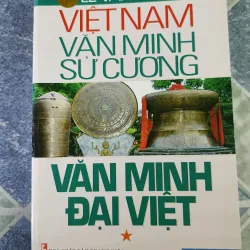 VIỆT NAM
VĂN MINH
SỬ CƯƠNG
VĂN MINH
ĐẠI VIỆT